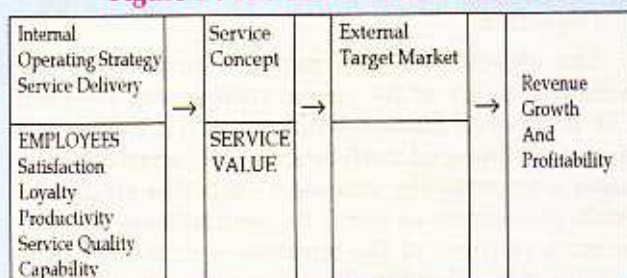 Internal
Operating Strategy
Service Delivery
Service
Concept
External
Target Market
→
→
→
EMPLOYEES
Satisfaction
Loyalty
Productivity
Service Quality
Capability
SERVICE
VALUE
Revenue
Growth
And
Profitability